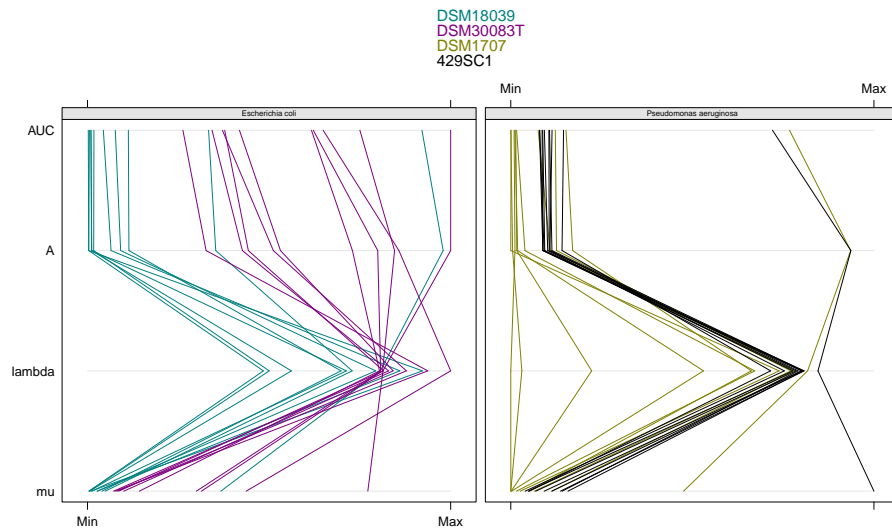 DSM18039
DSM30083T
DSM1707
429SC1
Min Max
Escherichia coli
Pseudomonas aeruginosa
AUC
A
lambda
mu
Min Max